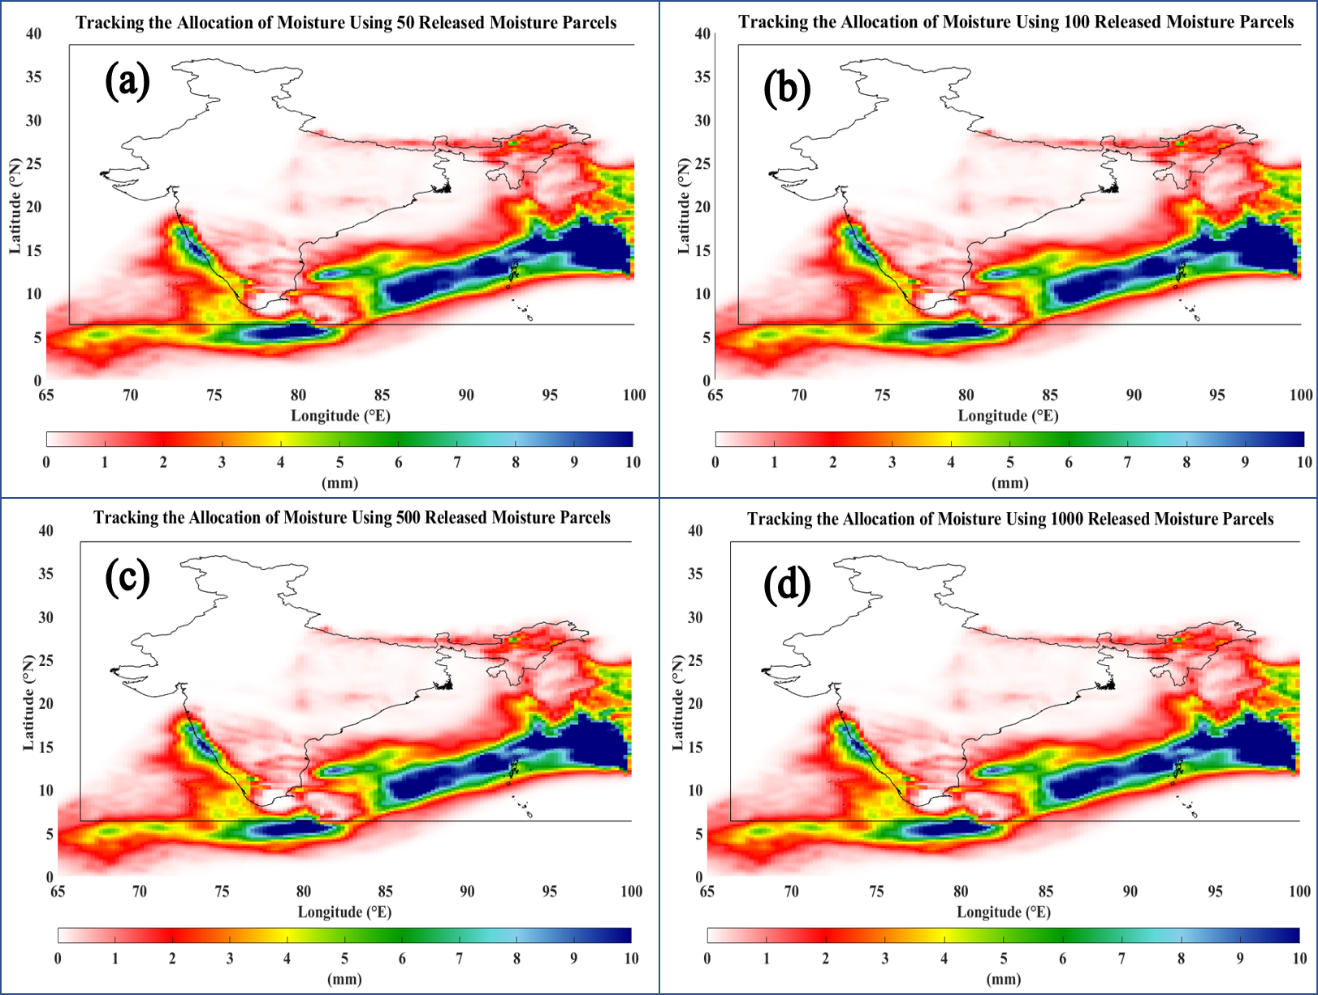 Tracking the Allocation of Moisture Using 50 Released Moisture Parcels
(a)
40
35
30
25
20
15
10
5
0
Latitude (°N)
65 70 75 80 85 90 95 100
Longitude (°E)
0 1 2 3 4 5 6 7 8 9 10
(mm)
Tracking the Allocation of Moisture Using 100 Released Moisture Parcels
(b)
40
35
30
25
20
15
10
5
0
Latitude (°N)
65 70 75 80 85 90 95 100
Longitude (°E)
0 1 2 3 4 5 6 7 8 9 10
(mm)
Tracking the Allocation of Moisture Using 500 Released Moisture Parcels
(c)
40
35
30
25
20
15
10
5
0
Latitude (°N)
65 70 75 80 85 90 95 100
Longitude (°E)
0 1 2 3 4 5 6 7 8 9 10
(mm)
Tracking the Allocation of Moisture Using 1000 Released Moisture Parcels
(d)
40
35
30
25
20
15
10
5
0
Latitude (°N)
65 70 75 80 85 90 95 100
Longitude (°E)
0 1 2 3 4 5 6 7 8 9 10
(mm)